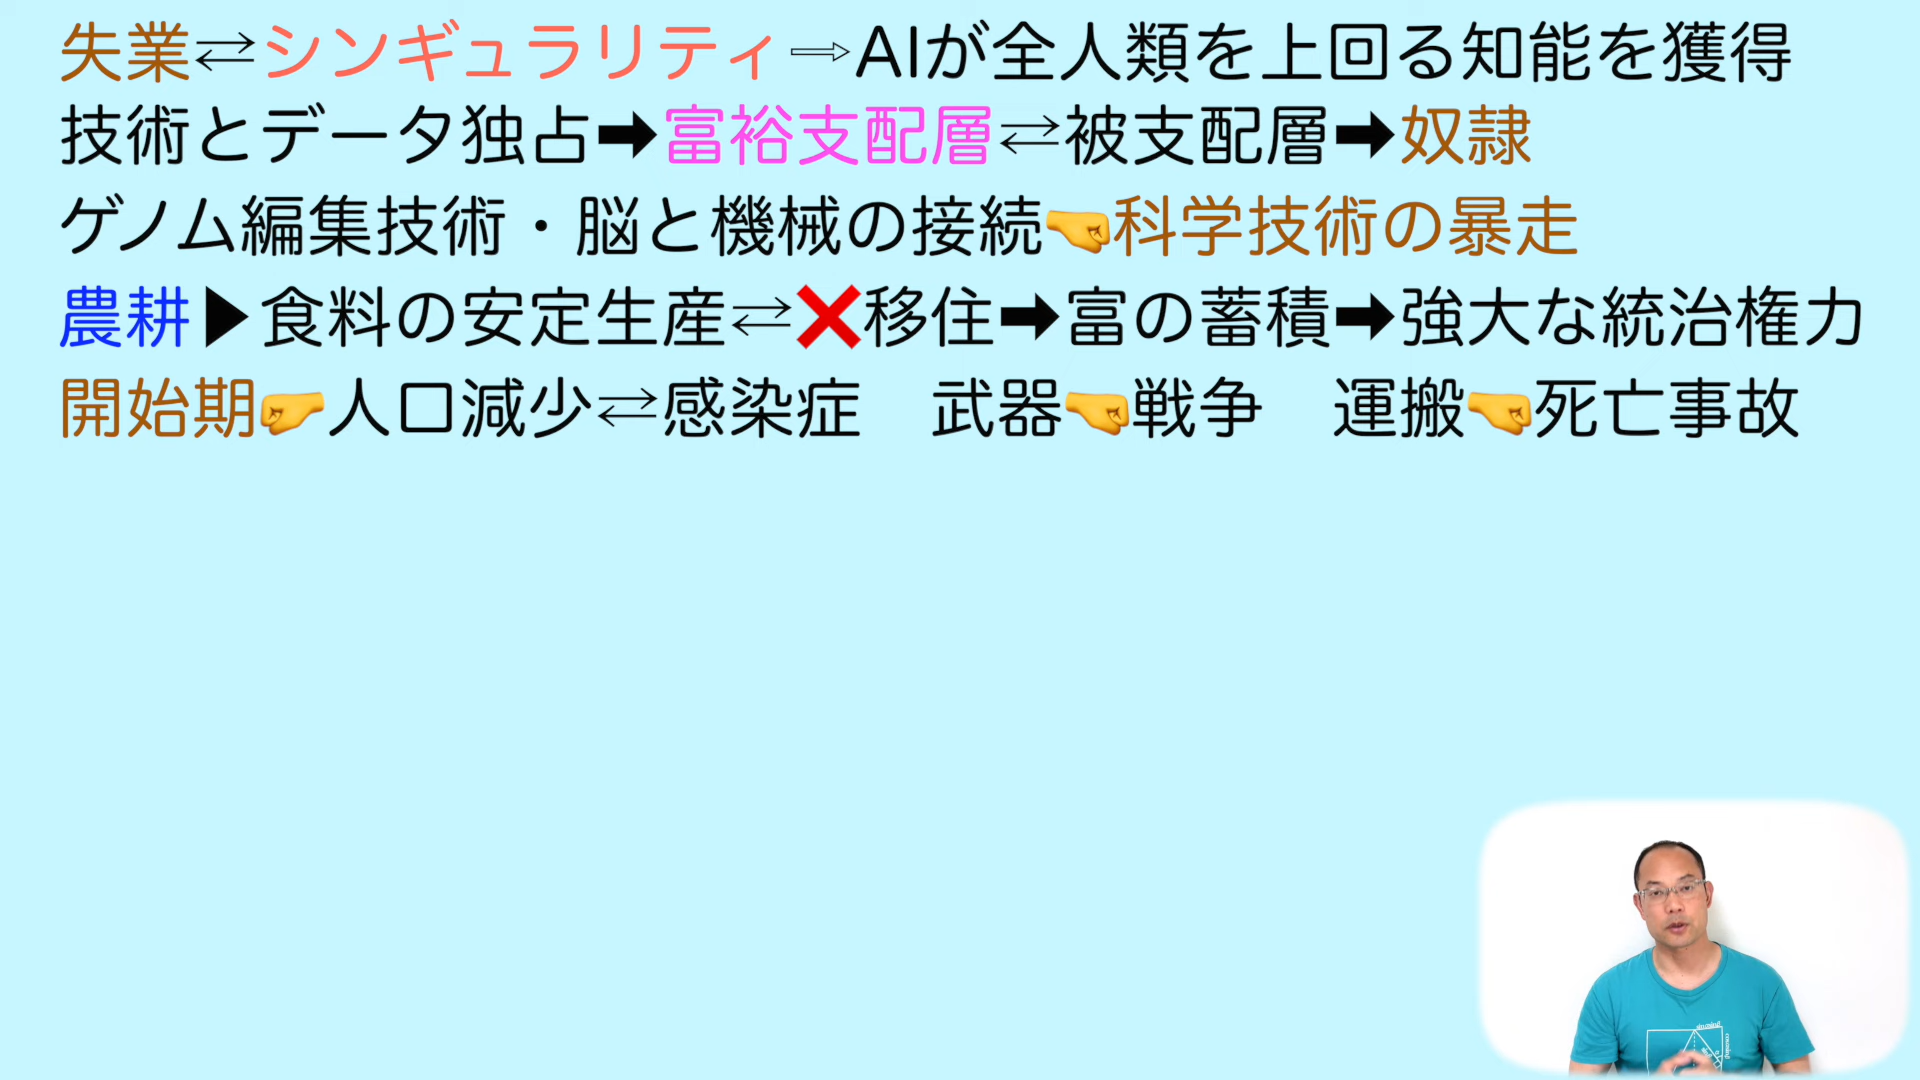 失業⇄シンギュラリティ⇨AIが全人類を上回る知能を獲得
技術とデータ独占➡富裕支配層⇄被支配層➡奴隷
ゲノム編集技術・脳と機械の接続🤜科学技術の暴走
農耕▶食料の安定生産⇄❌移住➡富の蓄積➡強大な統治権力
開始期🤛人口減少⇄感染症　武器🤜戦争　運搬🤜死亡事故